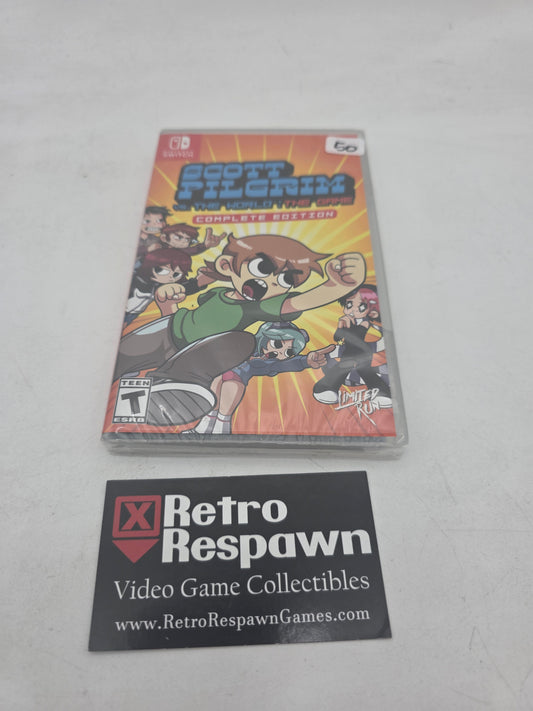 NINTENDO
SWITCH
50
SCOTT
PILGRIM
VS. THE WORLD: THE GAME
COMPLETE EDITION
TEEN
T
ESRB
LIMITED
RUN
X Retro
Respawn
Video Game Collectibles
www.RetroRespawnGames.com